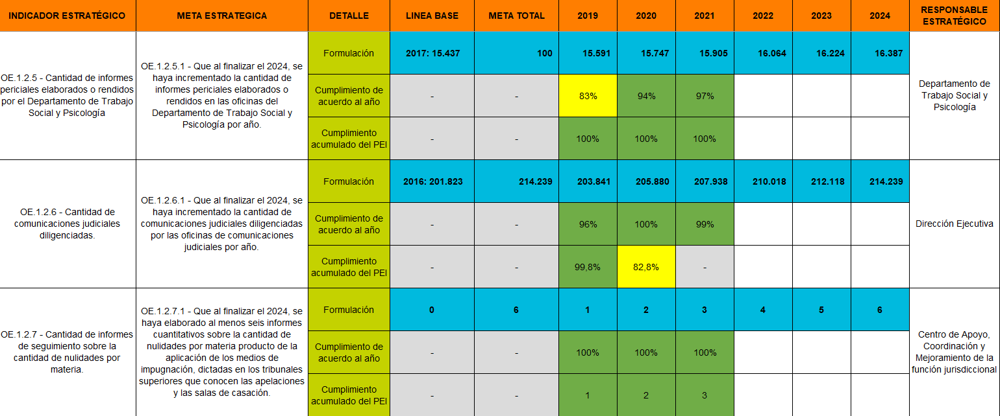 INDICADOR ESTRATÉGICO
META ESTRATEGICA
DETALLE
LINEA BASE
META TOTAL
2019
2020
2021
2022
2023
2024
RESPONSABLE
ESTRATÉGICO
OE.1.2.5 - Cantidad de informes
periciales elaborados o rendidos
por el Departamento de Trabajo
Social y Psicología
OE.1.2.5.1 - Que al finalizar el 2024, se
haya incrementado la cantidad de
informes periciales elaborados o
rendidos en las oficinas del
Departamento de Trabajo Social y
Psicología por año.
Formulación
2017: 15.437
100
15.591
15.747
15.905
16.064
16.224
16.387
Cumplimiento de
acuerdo al año
-
-
83%
94%
97%
Cumplimiento
acumulado del PEI
-
-
100%
100%
100%
Departamento de
Trabajo Social y
Psicología
OE.1.2.6 - Cantidad de
comunicaciones judiciales
diligenciadas.
OE.1.2.6.1 - Que al finalizar el 2024, se
haya incrementado la cantidad de
comunicaciones judiciales diligenciadas
por las oficinas de comunicaciones
judiciales por año.
Formulación
2016: 201.823
214.239
203.841
205.880
207.938
210.018
212.118
214.239
Cumplimiento de
acuerdo al año
-
-
96%
100%
99%
Cumplimiento
acumulado del PEI
-
-
99,8%
82,8%
-
Dirección Ejecutiva
OE.1.2.7 - Cantidad de informes
de seguimiento sobre la
cantidad de nulidades por
materia.
OE.1.2.7.1 - Que al finalizar el 2024, se
haya elaborado al menos seis informes
cuantitativos sobre la cantidad de
nulidades por materia producto de la
aplicación de los medios de
impugnación, dictadas en los tribunales
superiores que conocen las apelaciones
y las salas de casación.
Formulación
0
6
1
2
3
4
5
6
Cumplimiento de
acuerdo al año
-
-
100%
100%
100%
Cumplimiento
acumulado del PEI
-
-
1
2
3
Centro de Apoyo,
Coordinación y
Mejoramiento de la
función jurisdiccional